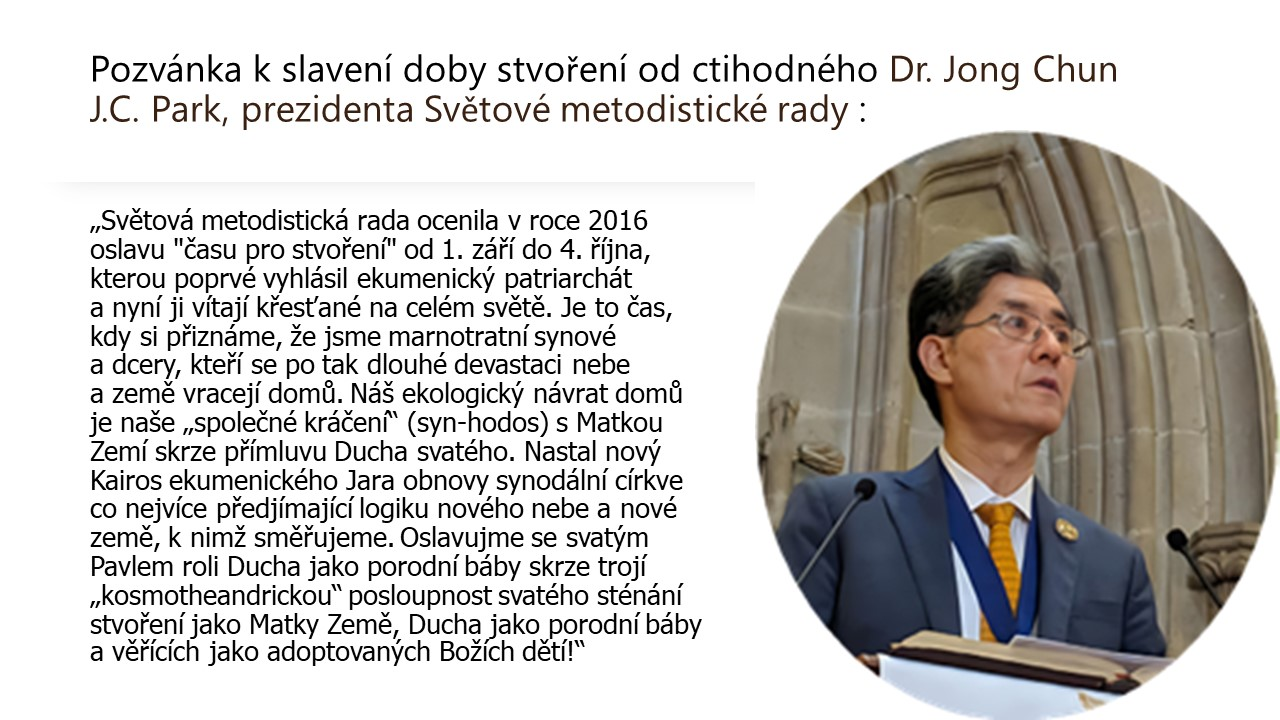 Pozvánka k slavení doby stvoření od ctihodného Dr. Jong Chun
J.C. Park, prezidenta Světové metodistické rady :
„Světová metodistická rada ocenila v roce 2016
oslavu "času pro stvoření" od 1. září do 4. října,
kterou poprvé vyhlásil ekumenický patriarchát
a nyní ji vítají křesťané na celém světě. Je to čas,
kdy si přiznáme, že jsme marnotratní synové
a dcery, kteří se po tak dlouhé devastaci nebe
a země vracejí domů. Náš ekologický návrat domů
je naše „společné kráčení“ (syn-hodos) s Matkou
Zemí skrze přímluvu Ducha svatého. Nastal nový
Kairos ekumenického Jara obnovy synodální církve
co nejvíce předjímající logiku nového nebe a nové
země, k nimž směřujeme. Oslavujme se svatým
Pavlem roli Ducha jako porodní báby skrze trojí
„kosmotheandrickou“ posloupnost svatého sténání
stvoření jako Matky Země, Ducha jako porodní báby
a věřících jako adoptovaných Božích dětí!“